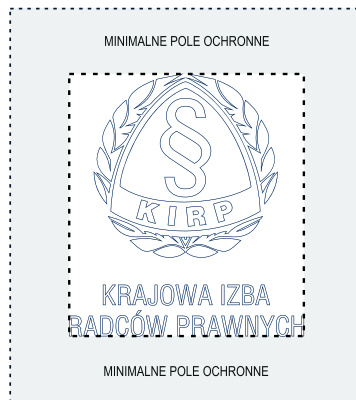 MINIMALNE POLE OCHRONNE
§
KIRP
KRAJOWA IZBA
RADCÓW PRAWNYCH
MINIMALNE POLE OCHRONNE